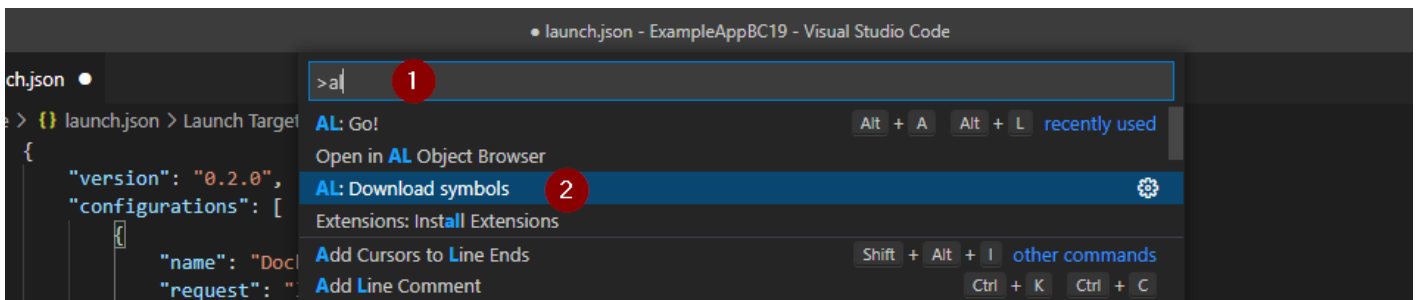 ● launch.json - ExampleAppBC19 - Visual Studio Code
ch.json ●
>al 1
> {} launch.json > Launch Target
AL: Go! Alt + A Alt + L recently used
{
Open in AL Object Browser
"version": "0.2.0",
AL: Download symbols 2
"configurations": [
Extensions: Install Extensions
{
Add Cursors to Line Ends Shift + Alt + I other commands
"name": "Doc
Add Line Comment Ctrl + K Ctrl + C
"request":